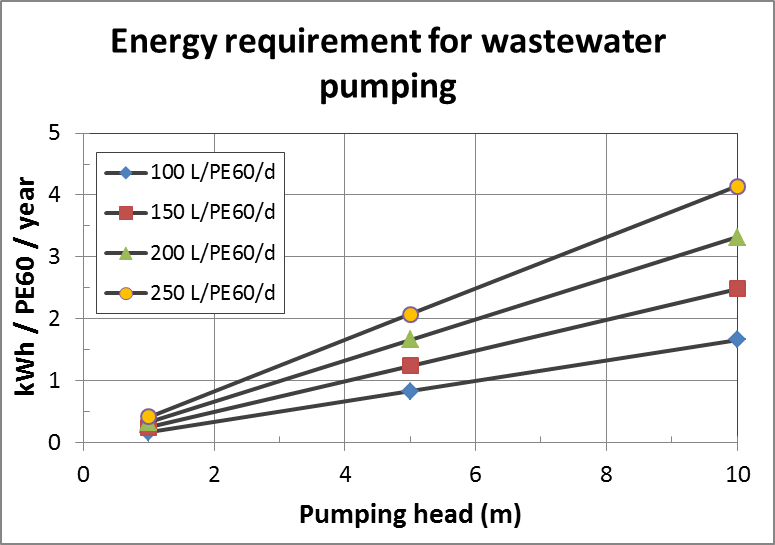 Energy requirement for wastewater
pumping
kWh / PE60 / year
5
4
3
2
1
0
100 L/PE60/d
150 L/PE60/d
200 L/PE60/d
250 L/PE60/d
0 2 4 6 8 10
Pumping head (m)